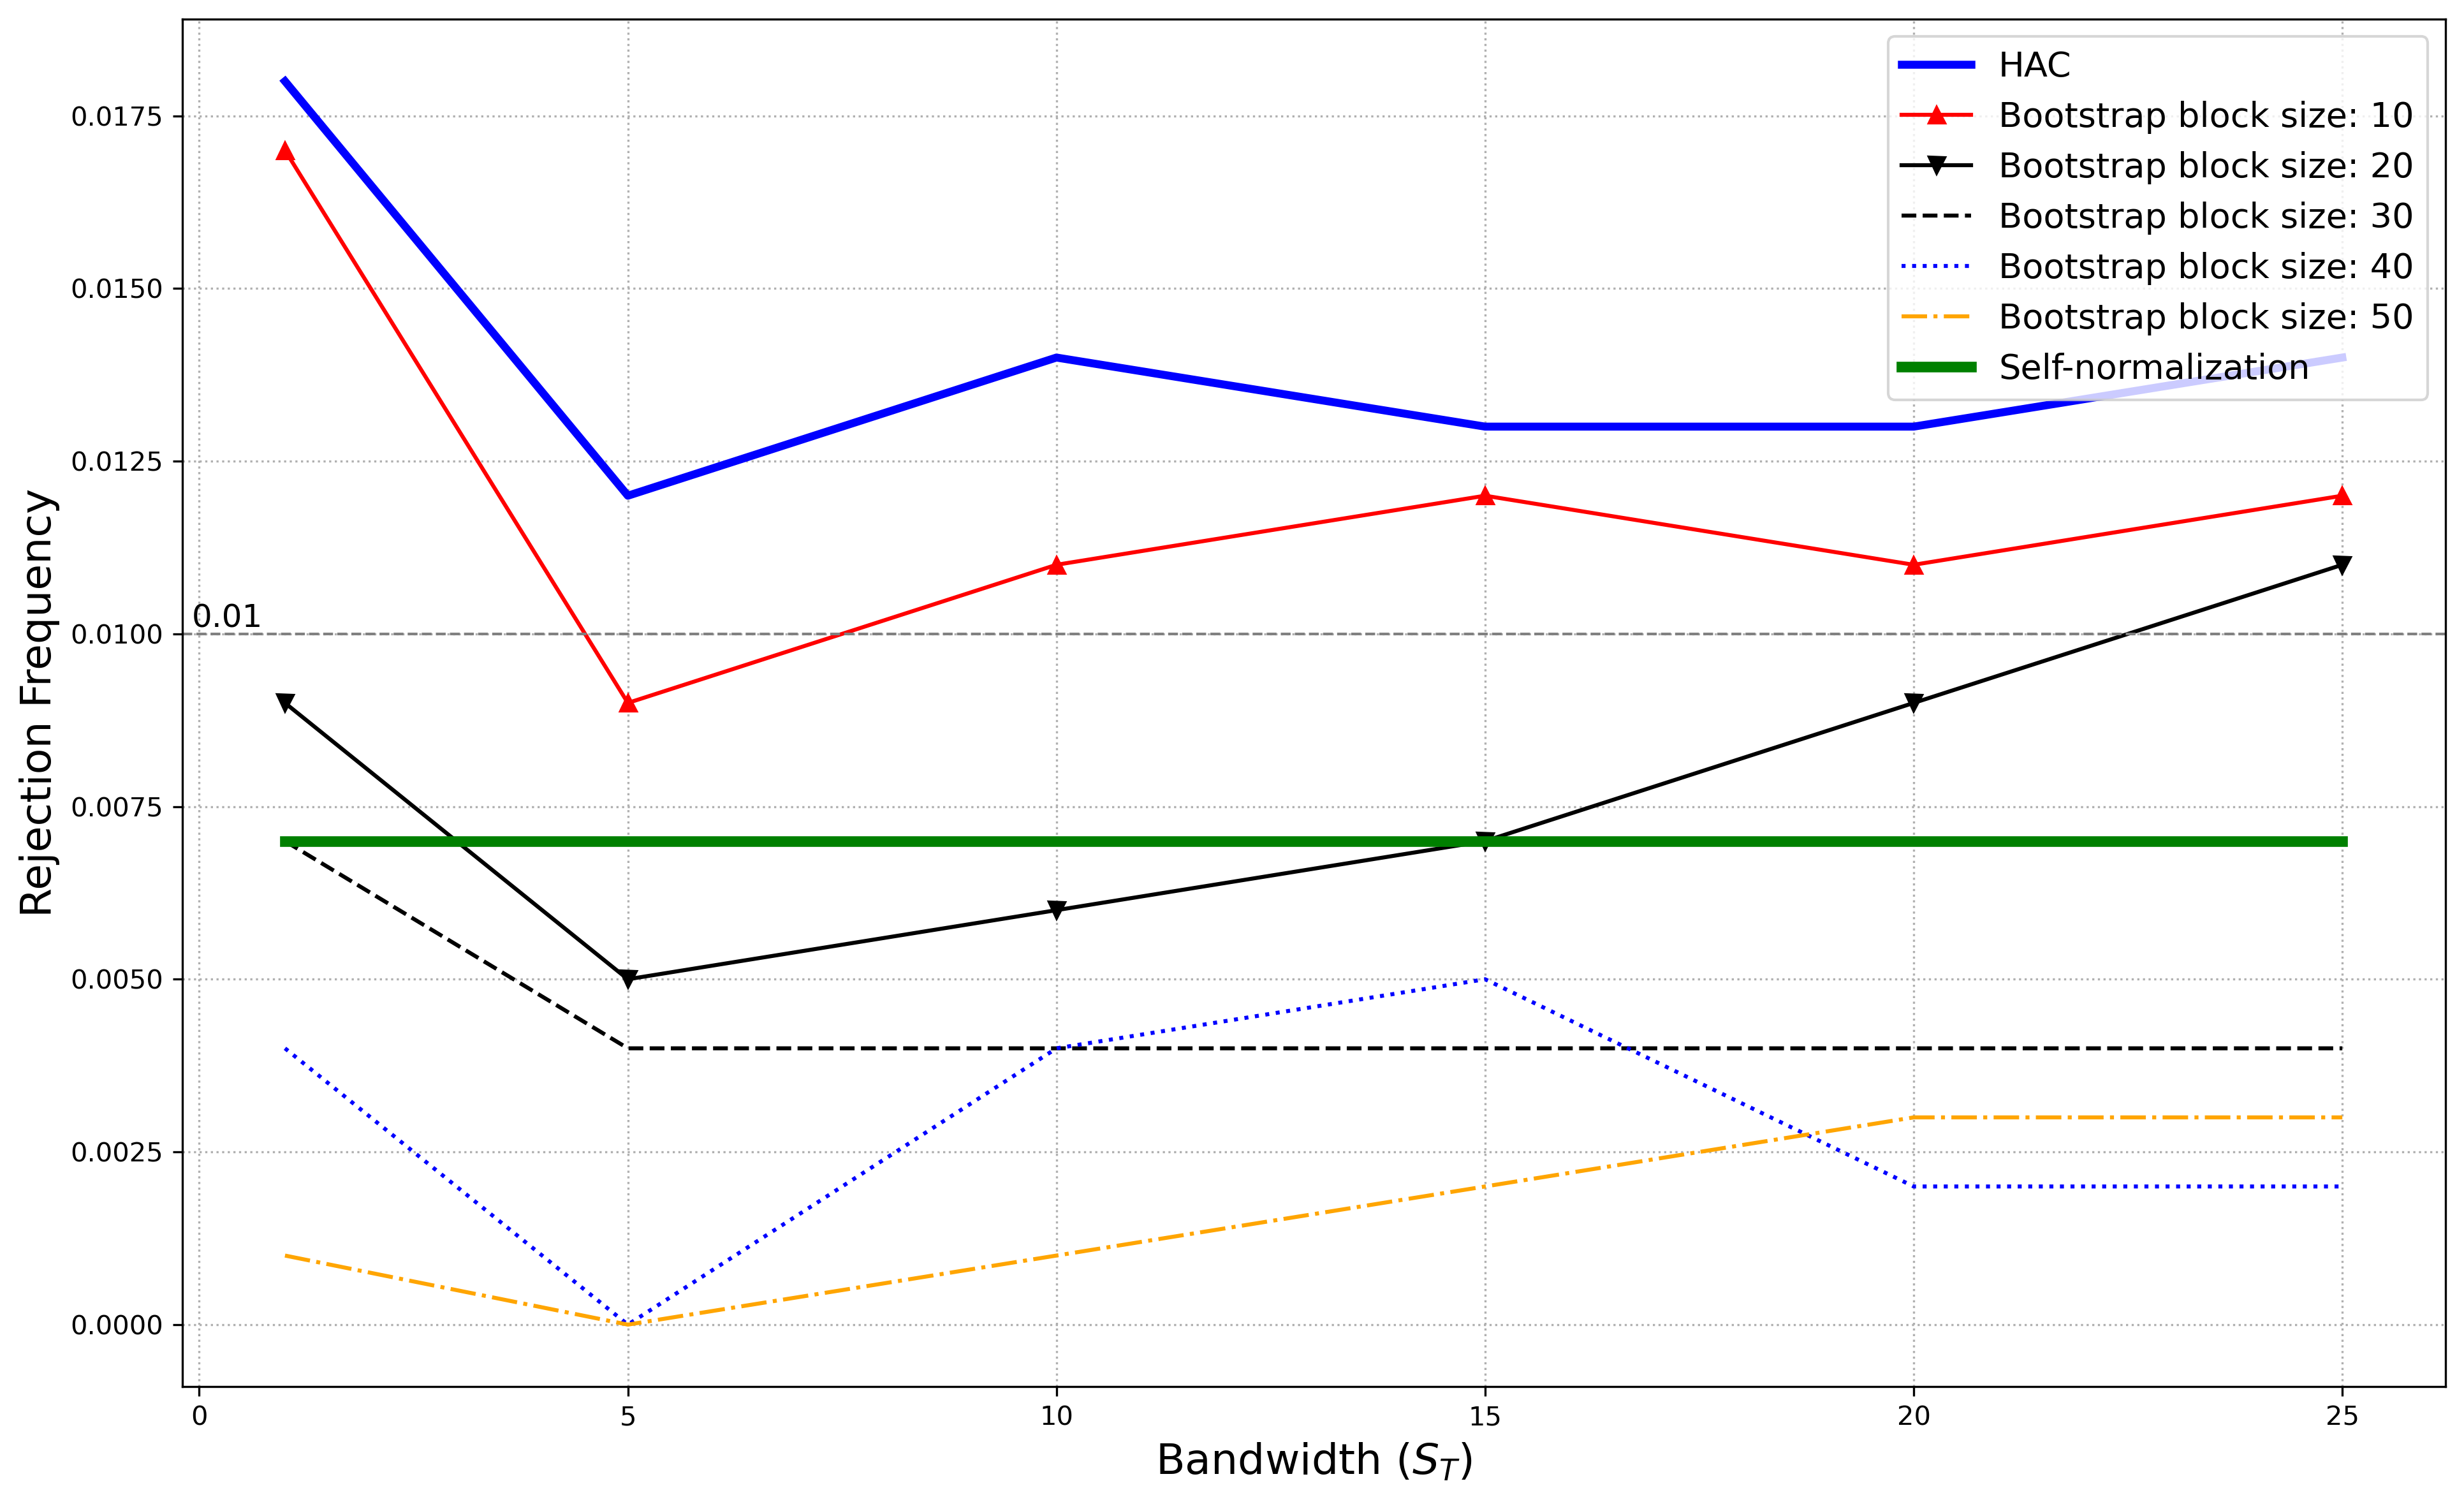 HAC
Bootstrap block size: 10
Bootstrap block size: 20
Bootstrap block size: 30
Bootstrap block size: 40
Bootstrap block size: 50
Self-normalization
Rejection Frequency
0.0175
0.0150
0.0125
0.0100
0.0075
0.0050
0.0025
0.0000
0.01
0 5 10 15 20 25
Bandwidth (S_T)